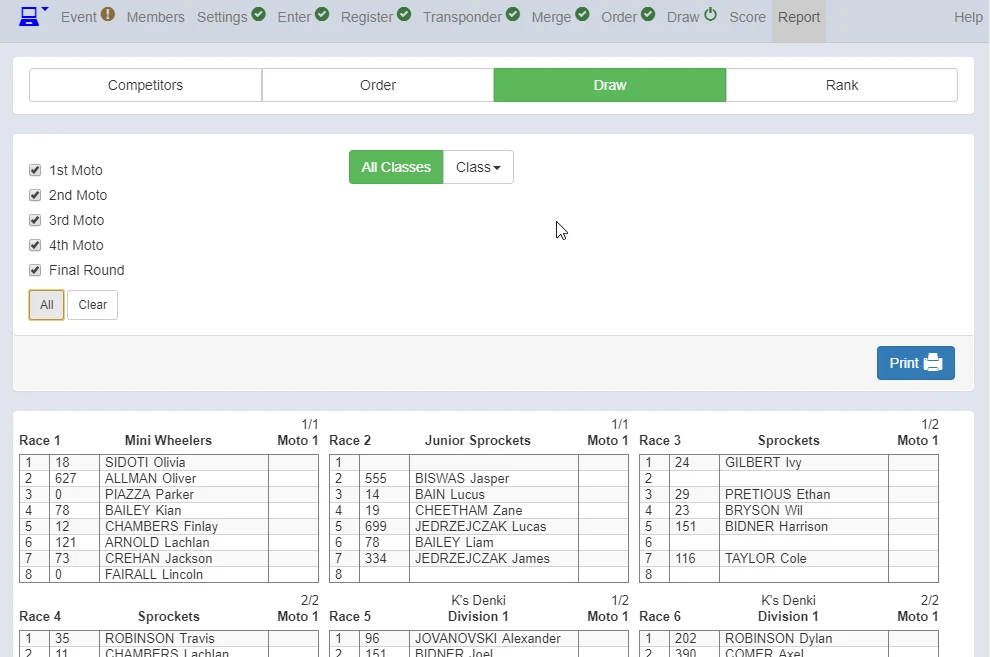 Event Members Settings Enter Register Transponder Merge Order Draw Score Report Help
Competitors Order Draw Rank
All Classes Class
1st Moto
2nd Moto
3rd Moto
4th Moto
Final Round
All Clear
Print
1/1
Race 1 Mini Wheelers Moto 1
1 18 SIDOTI Olivia
2 627 ALLMAN Oliver
3 0 PIAZZA Parker
4 78 BAILEY Kian
5 12 CHAMBERS Finlay
6 121 ARNOLD Lachlan
7 73 CREHAN Jackson
8 0 FAIRALL Lincoln
1/1
Race 2 Junior Sprockets Moto 1
1
2 555 BISWAS Jasper
3 14 BAIN Lucus
4 19 CHEETHAM Zane
5 699 JEDRZEJCZAK Lucas
6 78 BAILEY Liam
7 334 JEDRZEJCZAK James
8
1/2
Race 3 Sprockets Moto 1
1 24 GILBERT Ivy
2
3 29 PRETIOUS Ethan
4 23 BRYSON Wil
5 151 BIDNER Harrison
6
7 116 TAYLOR Cole
8
2/2
Race 4 Sprockets Moto 1
1 35 ROBINSON Travis
2 11 CHAMBERS Lachlan
K's Denki 1/2
Race 5 Division 1 Moto 1
1 96 JOVANOVSKI Alexander
2 151 BIDNER Joel
K's Denki 2/2
Race 6 Division 1 Moto 1
1 202 ROBINSON Dylan
2 390 COMER Axel